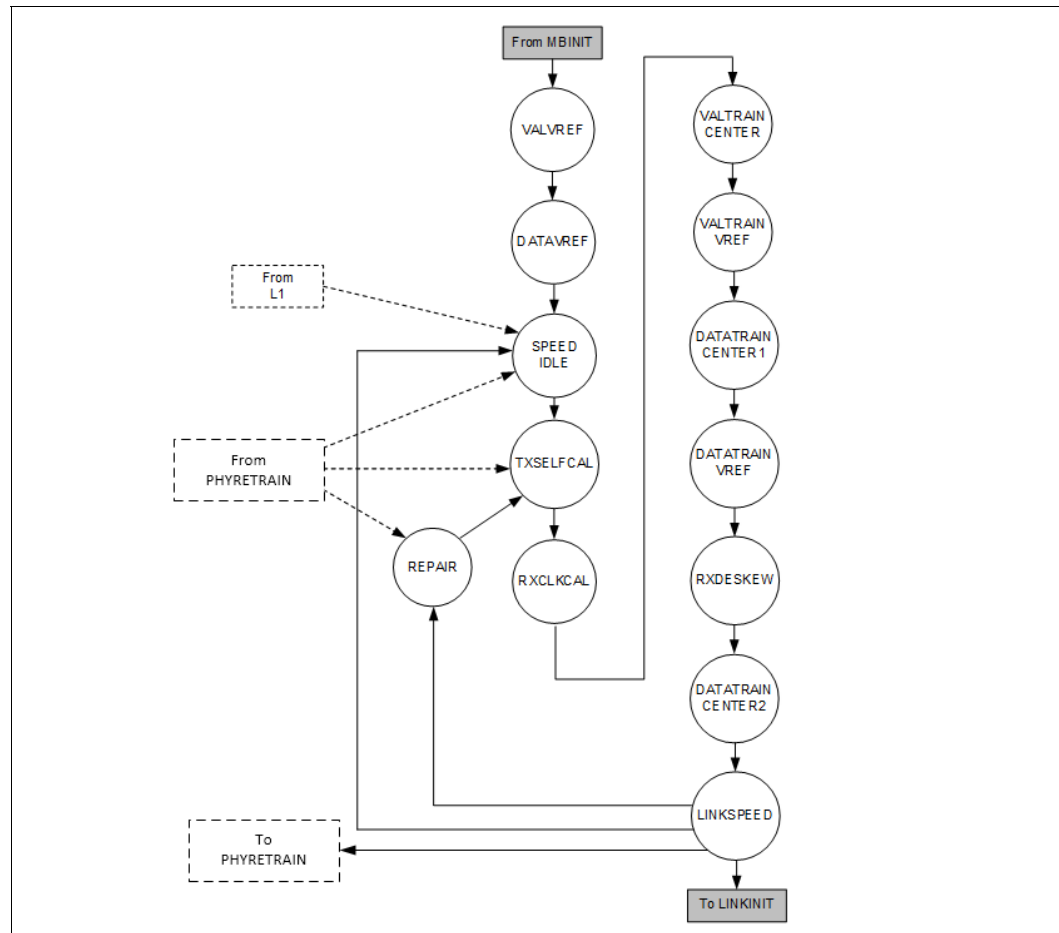 From MBINIT
VALVREF
DATAVREF
From
L1
SPEED
IDLE
From
PHYRETRAIN
TXSELFCAL
REPAIR
RXCLKCAL
VALTRAIN
CENTER
VALTRAIN
VREF
DATATRAIN
CENTER1
DATATRAIN
VREF
RXDESKEW
DATATRAIN
CENTER2
LINKSPEED
To
PHYRETRAIN
To LINKINIT